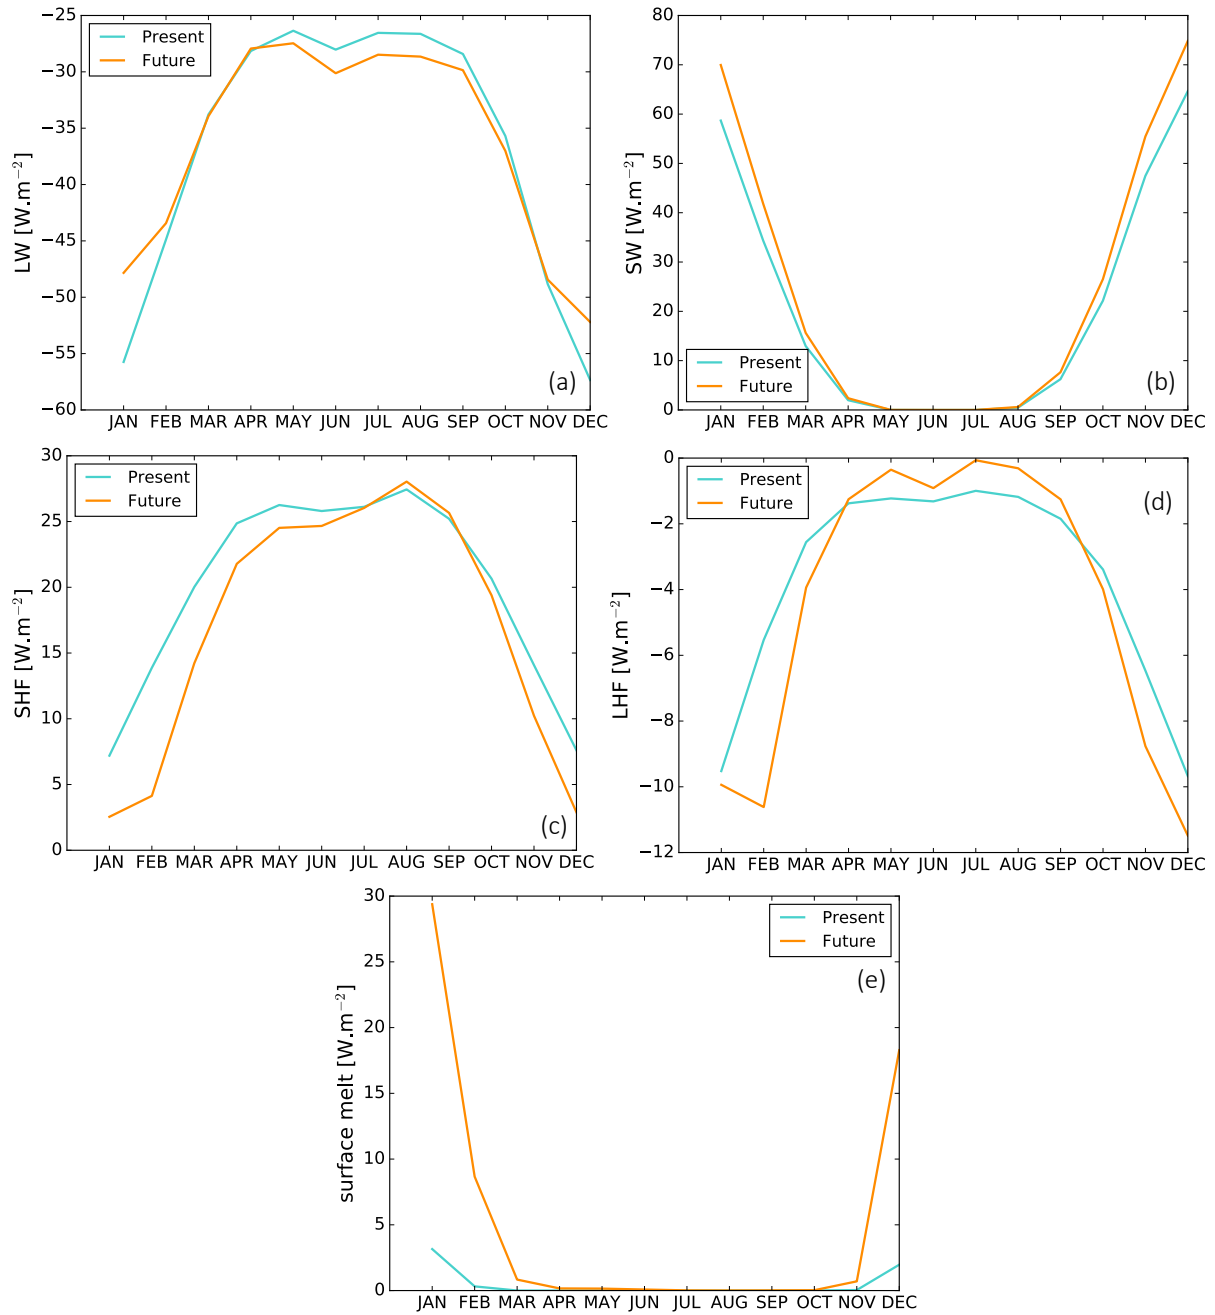 −25
−30
−35
−40
−45
−50
−55
−60
LW [W.m−2]
Present
Future
(a)
JAN FEB MAR APR MAY JUN JUL AUG SEP OCT NOV DEC
80
70
60
50
40
30
20
10
0
SW [W.m−2]
Present
Future
(b)
JAN FEB MAR APR MAY JUN JUL AUG SEP OCT NOV DEC
30
25
20
15
10
5
0
SHF [W.m−2]
Present
Future
(c)
JAN FEB MAR APR MAY JUN JUL AUG SEP OCT NOV DEC
0
−2
−4
−6
−8
−10
−12
LHF [W.m−2]
Present
Future
(d)
JAN FEB MAR APR MAY JUN JUL AUG SEP OCT NOV DEC
30
25
20
15
10
5
0
surface melt [W.m−2]
Present
Future
(e)
JAN FEB MAR APR MAY JUN JUL AUG SEP OCT NOV DEC